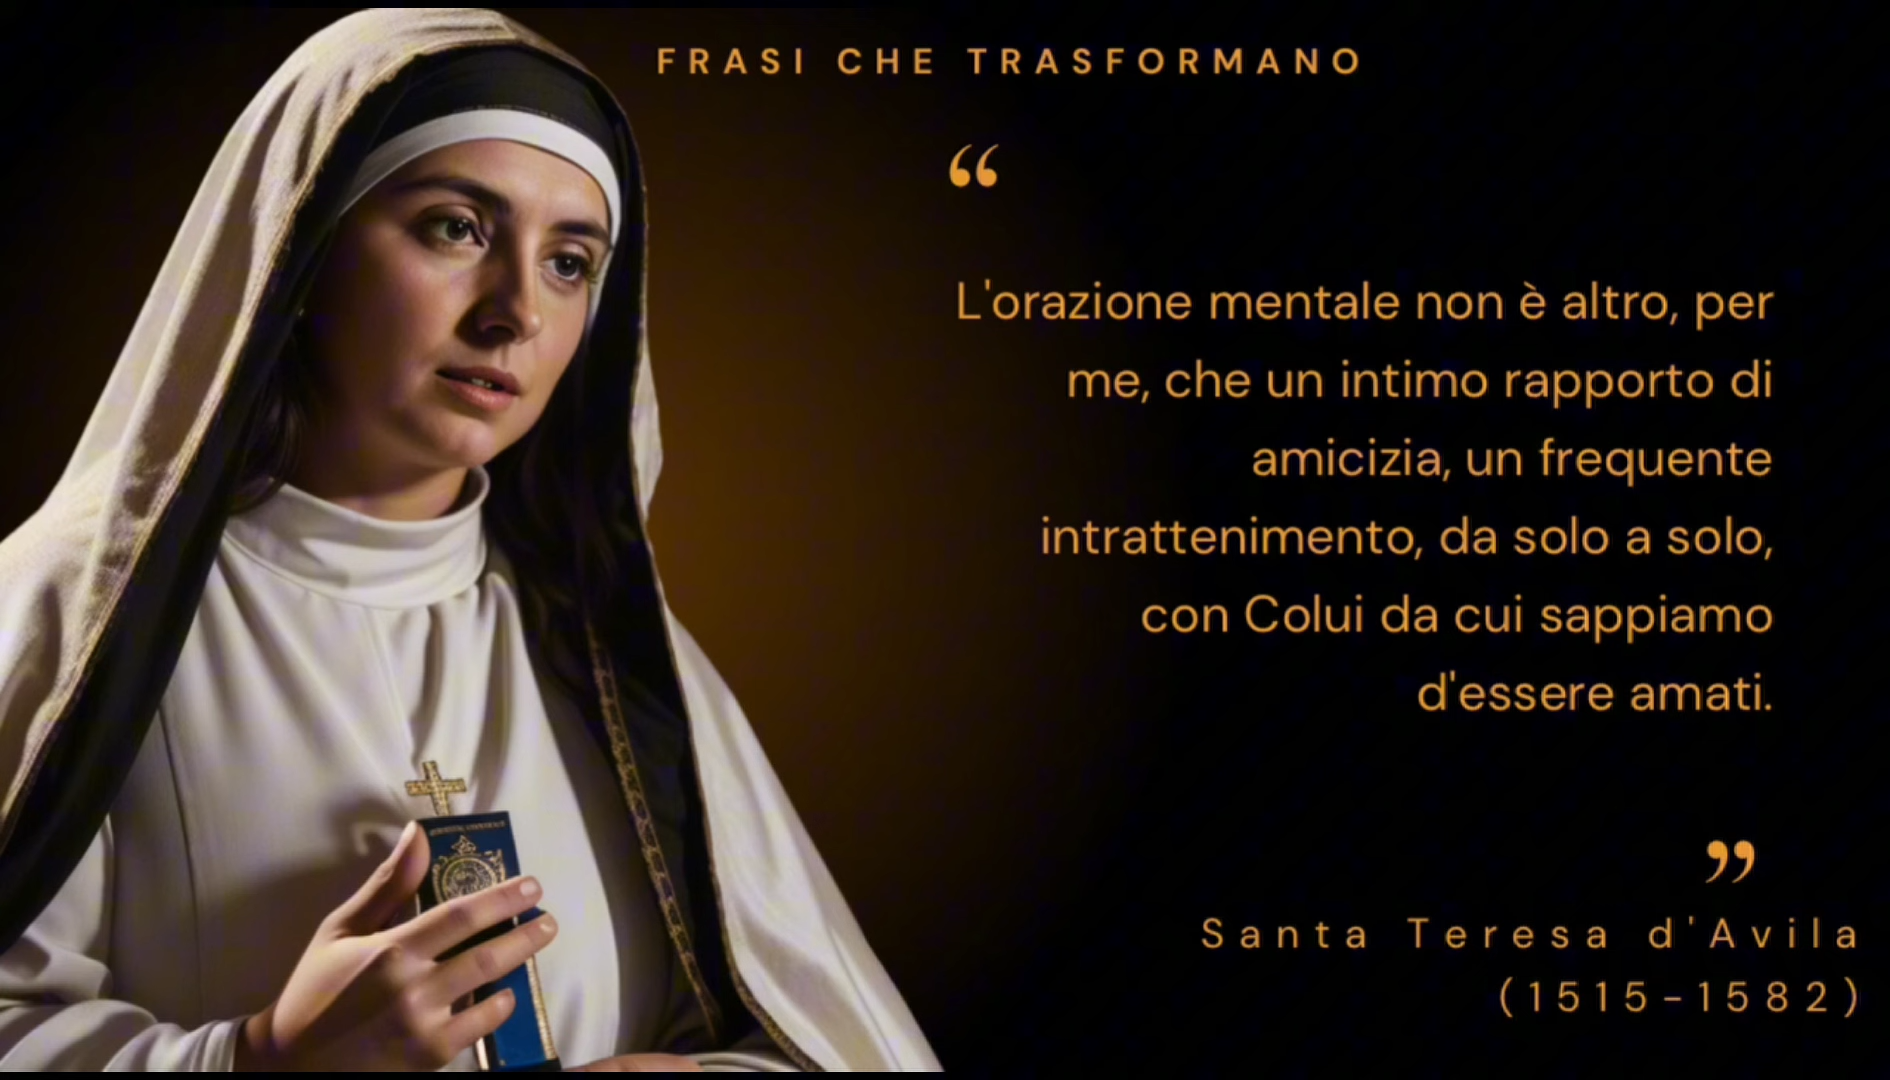 FRASI CHE TRASFORMANO
“
L'orazione mentale non è altro, per
me, che un intimo rapporto di
amicizia, un frequente
intrattenimento, da solo a solo,
con Colui da cui sappiamo
d'essere amati.
”
Santa Teresa d'Avila
(1515-1582)